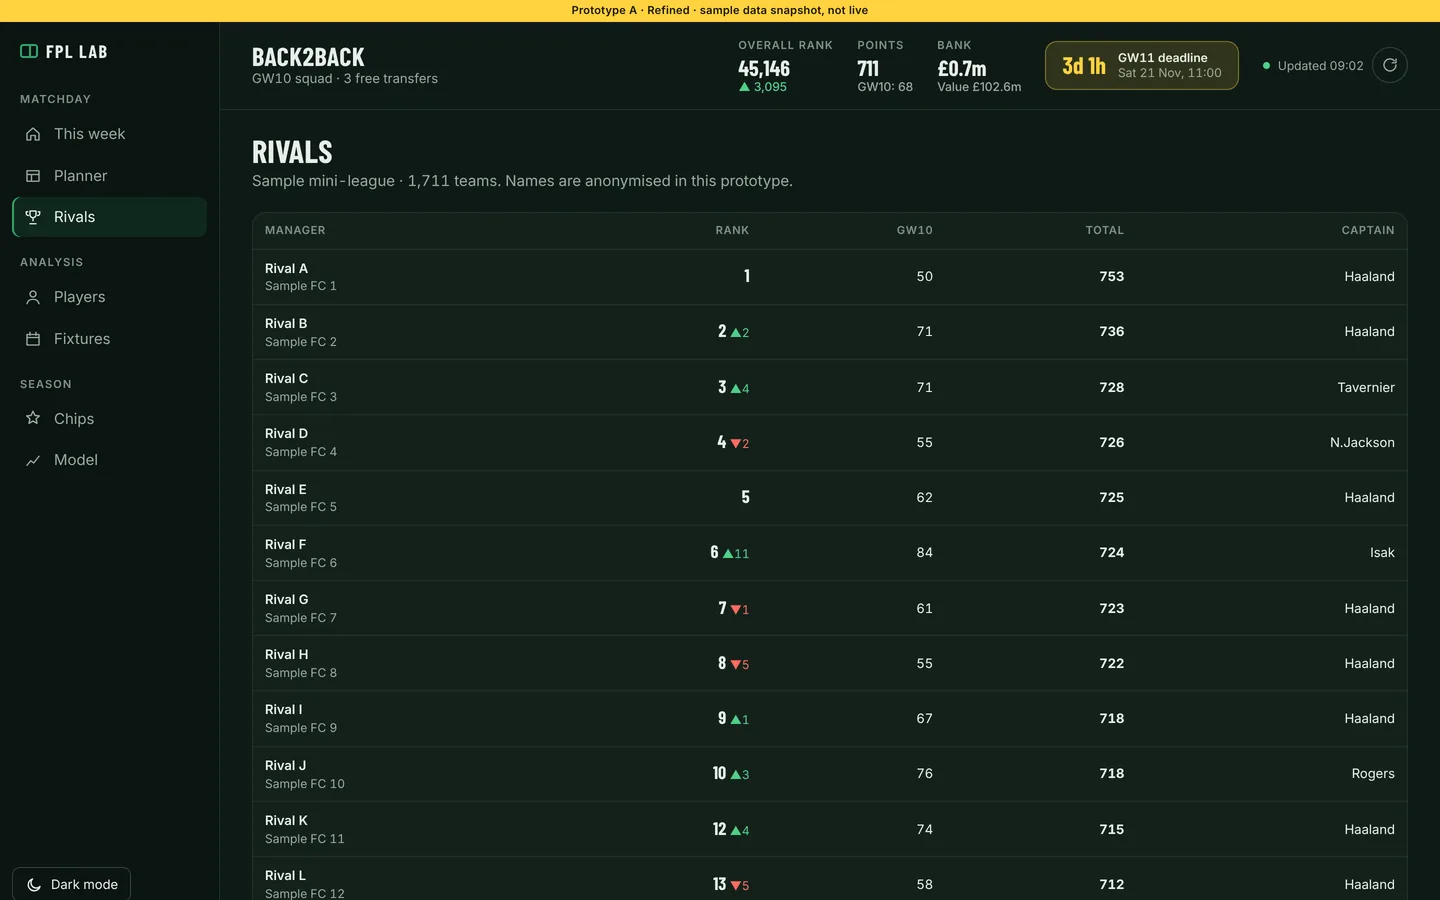 Prototype A · Refined · sample data snapshot, not live
FPL LAB
MATCHDAY
This week
Planner
Rivals
ANALYSIS
Players
Fixtures
SEASON
Chips
Model
Dark mode
BACK2BACK
GW10 squad · 3 free transfers
OVERALL RANK
45,146
▲ 3,095
POINTS
711
GW10: 68
BANK
£0.7m
Value £102.6m
3d 1h
GW11 deadline
Sat 21 Nov, 11:00
Updated 09:02
RIVALS
Sample mini-league · 1,711 teams. Names are anonymised in this prototype.
MANAGER RANK GW10 TOTAL CAPTAIN
Rival A
Sample FC 1
1 50 753 Haaland
Rival B
Sample FC 2
2 ▲2 71 736 Haaland
Rival C
Sample FC 3
3 ▲4 71 728 Tavernier
Rival D
Sample FC 4
4 ▼2 55 726 N.Jackson
Rival E
Sample FC 5
5 62 725 Haaland
Rival F
Sample FC 6
6 ▲11 84 724 Isak
Rival G
Sample FC 7
7 ▼1 61 723 Haaland
Rival H
Sample FC 8
8 ▼5 55 722 Haaland
Rival I
Sample FC 9
9 ▲1 67 718 Haaland
Rival J
Sample FC 10
10 ▲3 76 718 Rogers
Rival K
Sample FC 11
12 ▲4 74 715 Haaland
Rival L
Sample FC 12
13 ▼5 58 712 Haaland